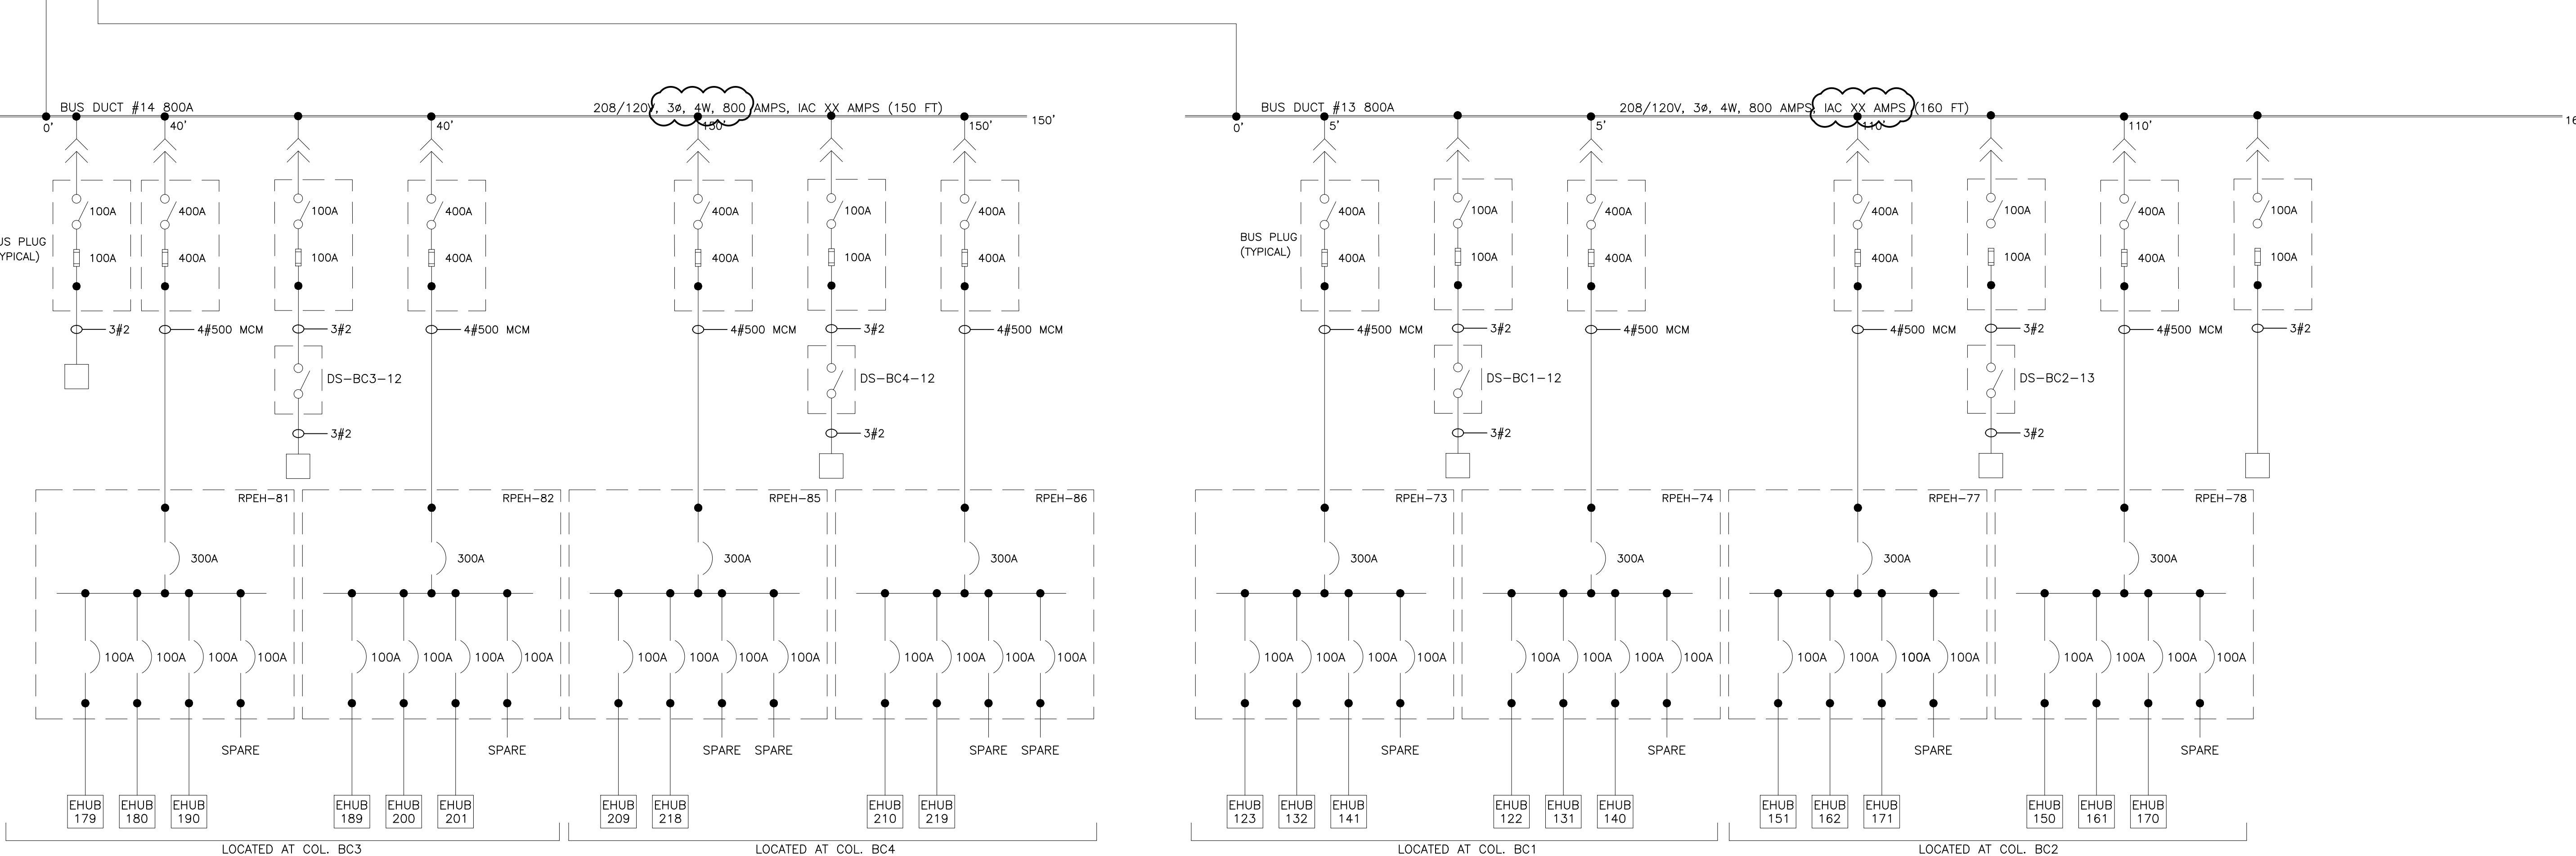 BUS DUCT #14 800A
208/120V, 3ø, 4W, 800 AMPS, IAC XX AMPS (150 FT)
BUS DUCT #13 800A
208/120V, 3ø, 4W, 800 AMPS, IAC XX AMPS (160 FT)
0'
40'
40'
150'
150'
150'
0'
5'
5'
110'
110'
16
100A
400A
100A
400A
400A
100A
400A
400A
100A
400A
400A
100A
400A
100A
US PLUG
YPICAL)
BUS PLUG
(TYPICAL)
100A
400A
100A
400A
400A
100A
400A
400A
100A
400A
400A
100A
400A
100A
3#2
4#500 MCM
3#2
4#500 MCM
4#500 MCM
3#2
4#500 MCM
4#500 MCM
3#2
4#500 MCM
4#500 MCM
3#2
4#500 MCM
3#2
DS-BC3-12
DS-BC4-12
DS-BC1-12
DS-BC2-13
3#2
3#2
3#2
3#2
RPEH-81
RPEH-82
RPEH-85
RPEH-86
RPEH-73
RPEH-74
RPEH-77
RPEH-78
300A
300A
300A
300A
300A
300A
300A
300A
100A 100A 100A 100A
100A 100A 100A 100A
100A 100A 100A 100A
100A 100A 100A 100A
100A 100A 100A 100A
100A 100A 100A 100A
100A 100A 100A 100A
100A 100A 100A 100A
SPARE
SPARE
SPARE SPARE
SPARE SPARE
SPARE
SPARE
SPARE
SPARE
EHUB
179
EHUB
180
EHUB
190
EHUB
189
EHUB
200
EHUB
201
EHUB
209
EHUB
218
EHUB
210
EHUB
219
EHUB
123
EHUB
132
EHUB
141
EHUB
122
EHUB
131
EHUB
140
EHUB
151
EHUB
162
EHUB
171
EHUB
150
EHUB
161
EHUB
170
LOCATED AT COL. BC3
LOCATED AT COL. BC4
LOCATED AT COL. BC1
LOCATED AT COL. BC2